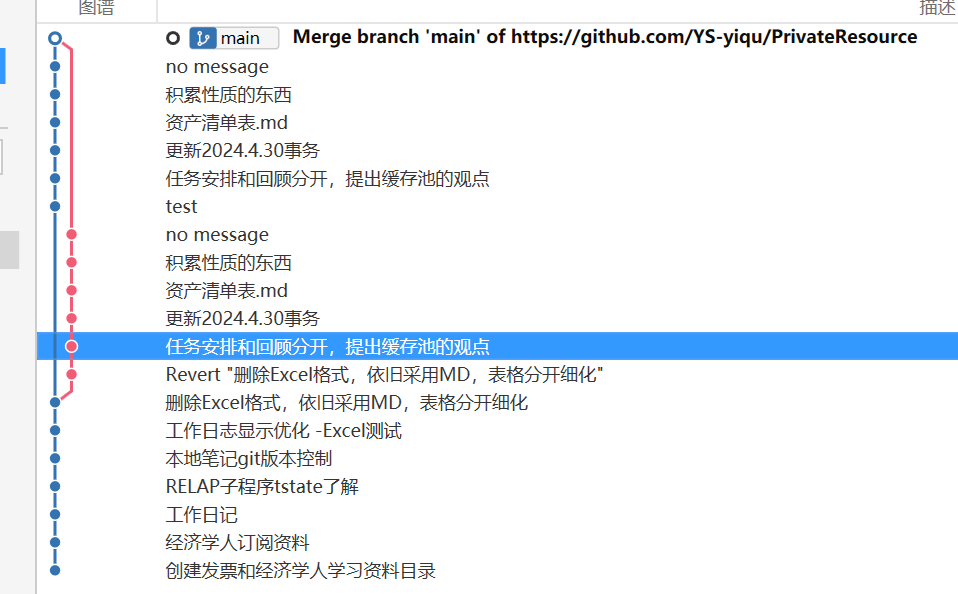 图谱
描述
main Merge branch 'main' of https://github.com/YS-yiqu/PrivateResource
no message
积累性质的东西
资产清单表.md
更新2024.4.30事务
任务安排和回顾分开，提出缓存池的观点
test
no message
积累性质的东西
资产清单表.md
更新2024.4.30事务
任务安排和回顾分开，提出缓存池的观点
Revert "删除Excel格式，依旧采用MD，表格分开细化"
删除Excel格式，依旧采用MD，表格分开细化
工作日志显示优化 -Excel测试
本地笔记git版本控制
RELAP子程序tstate了解
工作日记
经济学人订阅资料
创建发票和经济学人学习资料目录